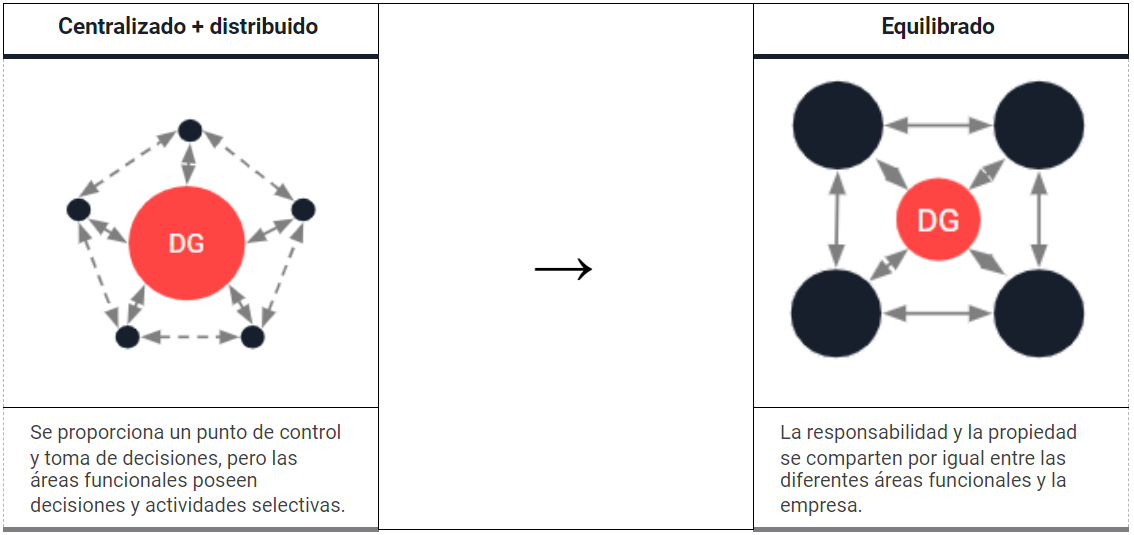 Centralizado + distribuido
Equilibrado
DG
→
DG
Se proporciona un punto de control
y toma de decisiones, pero las
áreas funcionales poseen
decisiones y actividades selectivas.
La responsabilidad y la propiedad
se comparten por igual entre las
diferentes áreas funcionales y la
empresa.